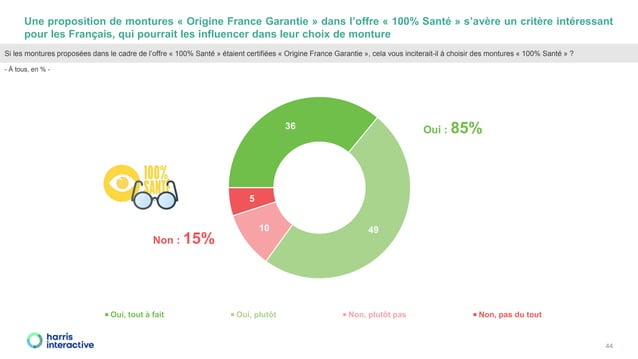 Une proposition de montures « Origine France Garantie » dans l'offre « 100% Santé » s'avère un critère intéressant
pour les Français, qui pourrait les influencer dans leur choix de monture
Si les montures proposées dans le cadre de l'offre « 100% Santé » étaient certifiées « Origine France Garantie », cela vous inciterait-il à choisir des montures « 100% Santé » ?
- À tous, en % -
36
Oui : 85%
100%
SANTÉ
5
10
49
Non : 15%
Oui, tout à fait
Oui, plutôt
Non, plutôt pas
Non, pas du tout
harris
interactive
44